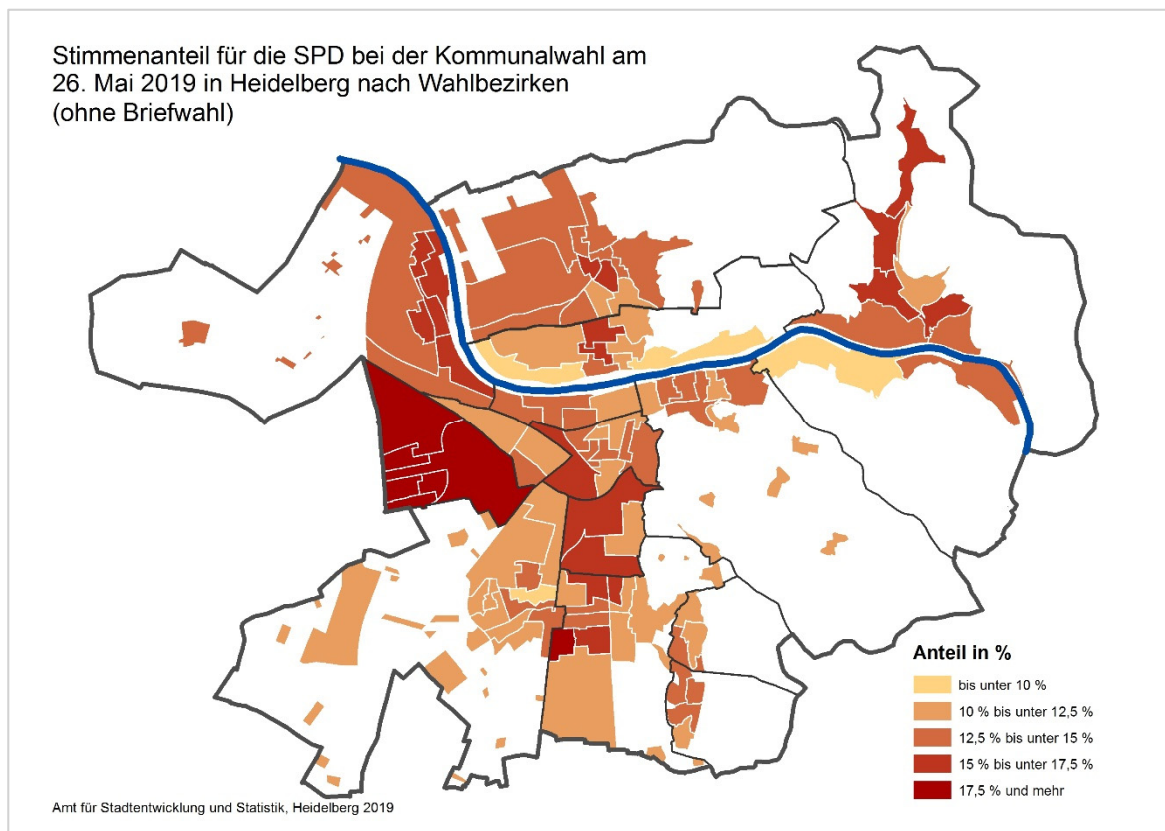 Stimmenanteil für die SPD bei der Kommunalwahl am
26. Mai 2019 in Heidelberg nach Wahlbezirken
(ohne Briefwahl)
Anteil in %
bis unter 10 %
10 % bis unter 12,5 %
12,5 % bis unter 15 %
15 % bis unter 17,5 %
17,5 % und mehr
Amt für Stadtentwicklung und Statistik, Heidelberg 2019